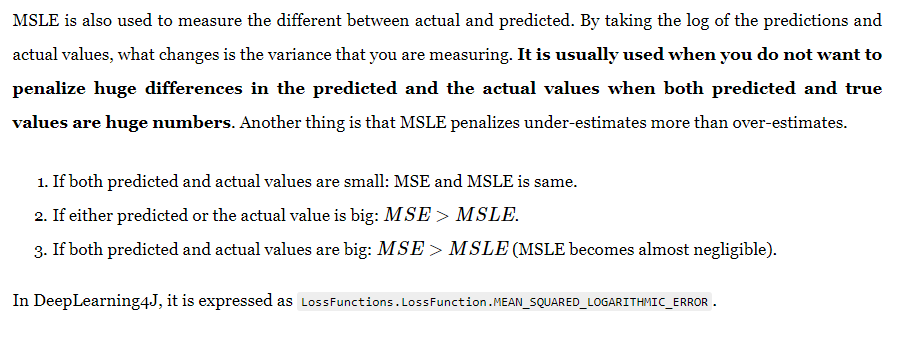 MSLE is also used to measure the different between actual and predicted. By taking the log of the predictions and
actual values, what changes is the variance that you are measuring. It is usually used when you do not want to
penalize huge differences in the predicted and the actual values when both predicted and true
values are huge numbers. Another thing is that MSLE penalizes under-estimates more than over-estimates.
1. If both predicted and actual values are small: MSE and MSLE is same.
2. If either predicted or the actual value is big: MSE > MSLE.
3. If both predicted and actual values are big: MSE > MSLE (MSLE becomes almost negligible).
In DeepLearning4J, it is expressed as LossFunctions.LossFunction.MEAN_SQUARED_LOGARITHMIC_ERROR .